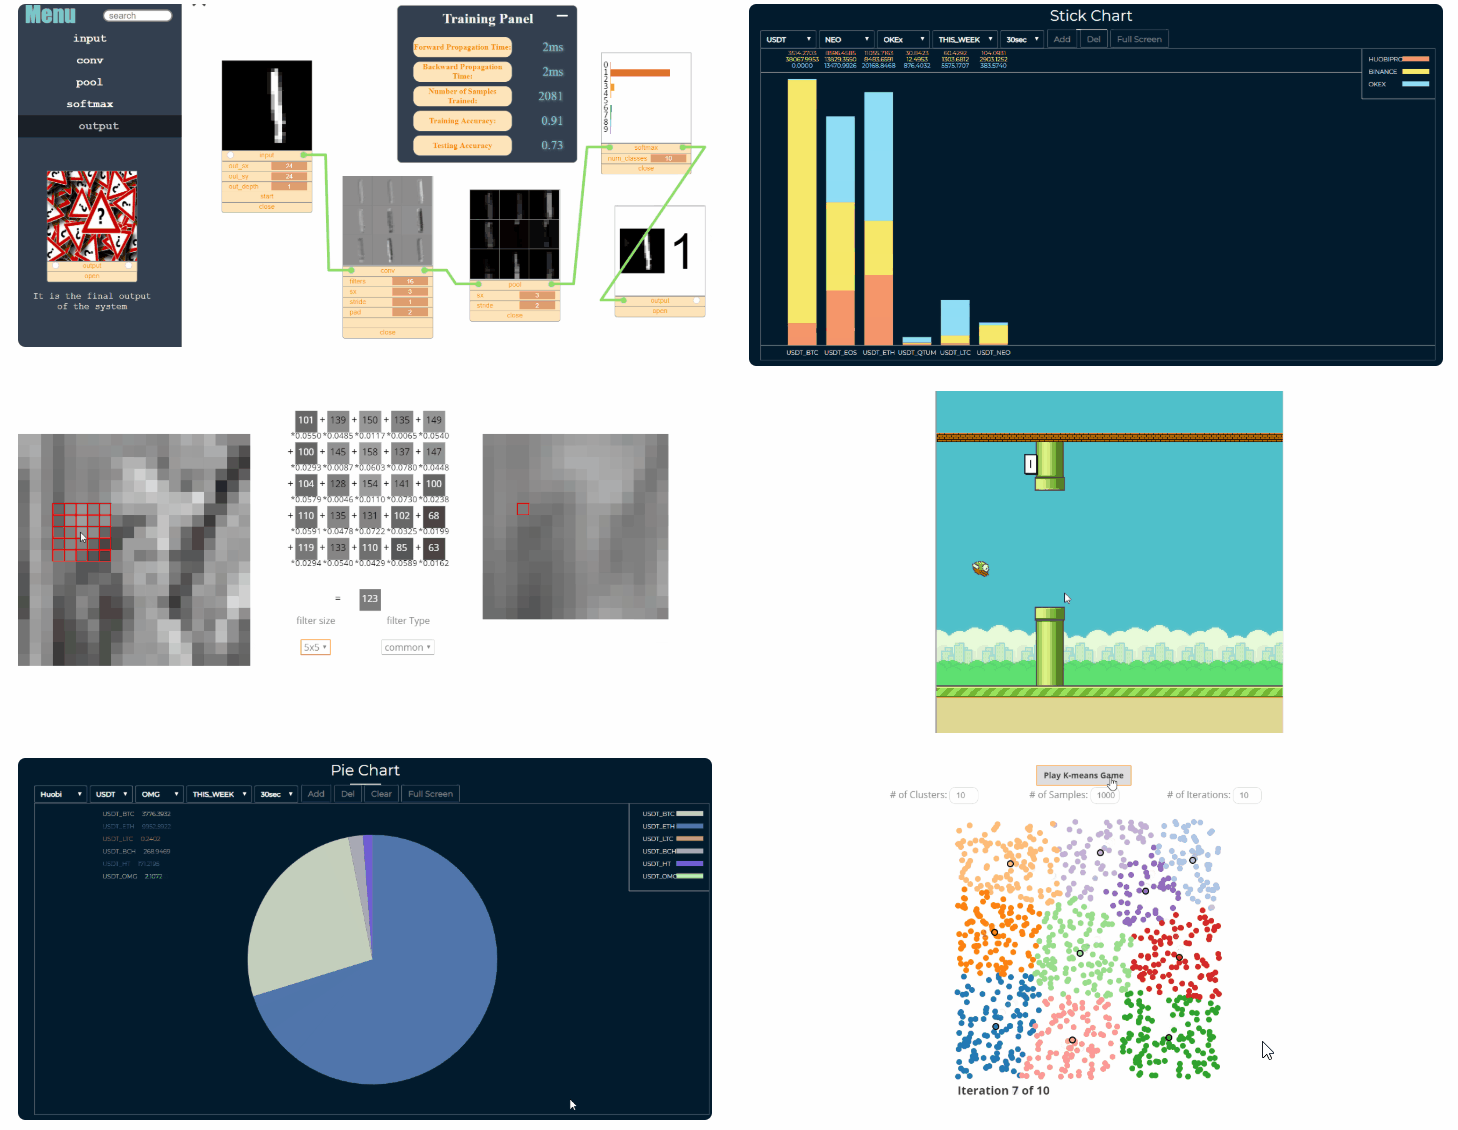 Menu
search
input
conv
pool
softmax
output
output
open
It is the final output
of the system
input
out_sx 24
out_sy 24
out_depth 1
start
close
Training Panel
Forward Propagation Time: 2ms
Backward Propagation Time: 2ms
Number of Samples Trained: 2081
Training Accuracy: 0.91
Testing Accuracy 0.73
conv
filters 16
sx 3
stride 1
pad 2
close
pool
sx 3
stride 2
close
0
1
2
3
4
5
6
7
8
9
softmax
num_classes 10
close
1
output
open
Stick Chart
USDT NEO OKEx THIS_WEEK 30sec Add Del Full Screen
HUOBIPRO
BINANCE
OKEX
USDT_BTC USDT_EOS USDT_ETH USDT_QTUM USDT_LTC USDT_NEO
101 + 139 + 150 + 135 + 149
*0.0550 *0.0485 *0.0117 *0.0065 *0.0540
+ 100 + 145 + 158 + 137 + 147
*0.0293 *0.0087 *0.0603 *0.0780 *0.0448
+ 104 + 128 + 154 + 141 + 100
*0.0579 *0.0046 *0.0110 *0.0730 *0.0238
+ 110 + 135 + 131 + 102 + 68
*0.0591 *0.0478 *0.0722 *0.0325 *0.0199
+ 119 + 133 + 110 + 85 + 63
*0.0294 *0.0540 *0.0429 *0.0589 *0.0162
= 123
filter size filter Type
5x5 common
Pie Chart
Huobi USDT OMG THIS_WEEK 30sec Add Del Clear Full Screen
USDT_BTC 3776.3932
USDT_ETH
USDT_LTC 0.2402
USDT_BCH 268.9469
USDT_HT
USDT_OMG 2.1072
USDT_BTC
USDT_ETH
USDT_LTC
USDT_BCH
USDT_HT
USDT_OMG
Play K-means Game
# of Clusters: 10 # of Samples: 1000 # of Iterations: 10
Iteration 7 of 10